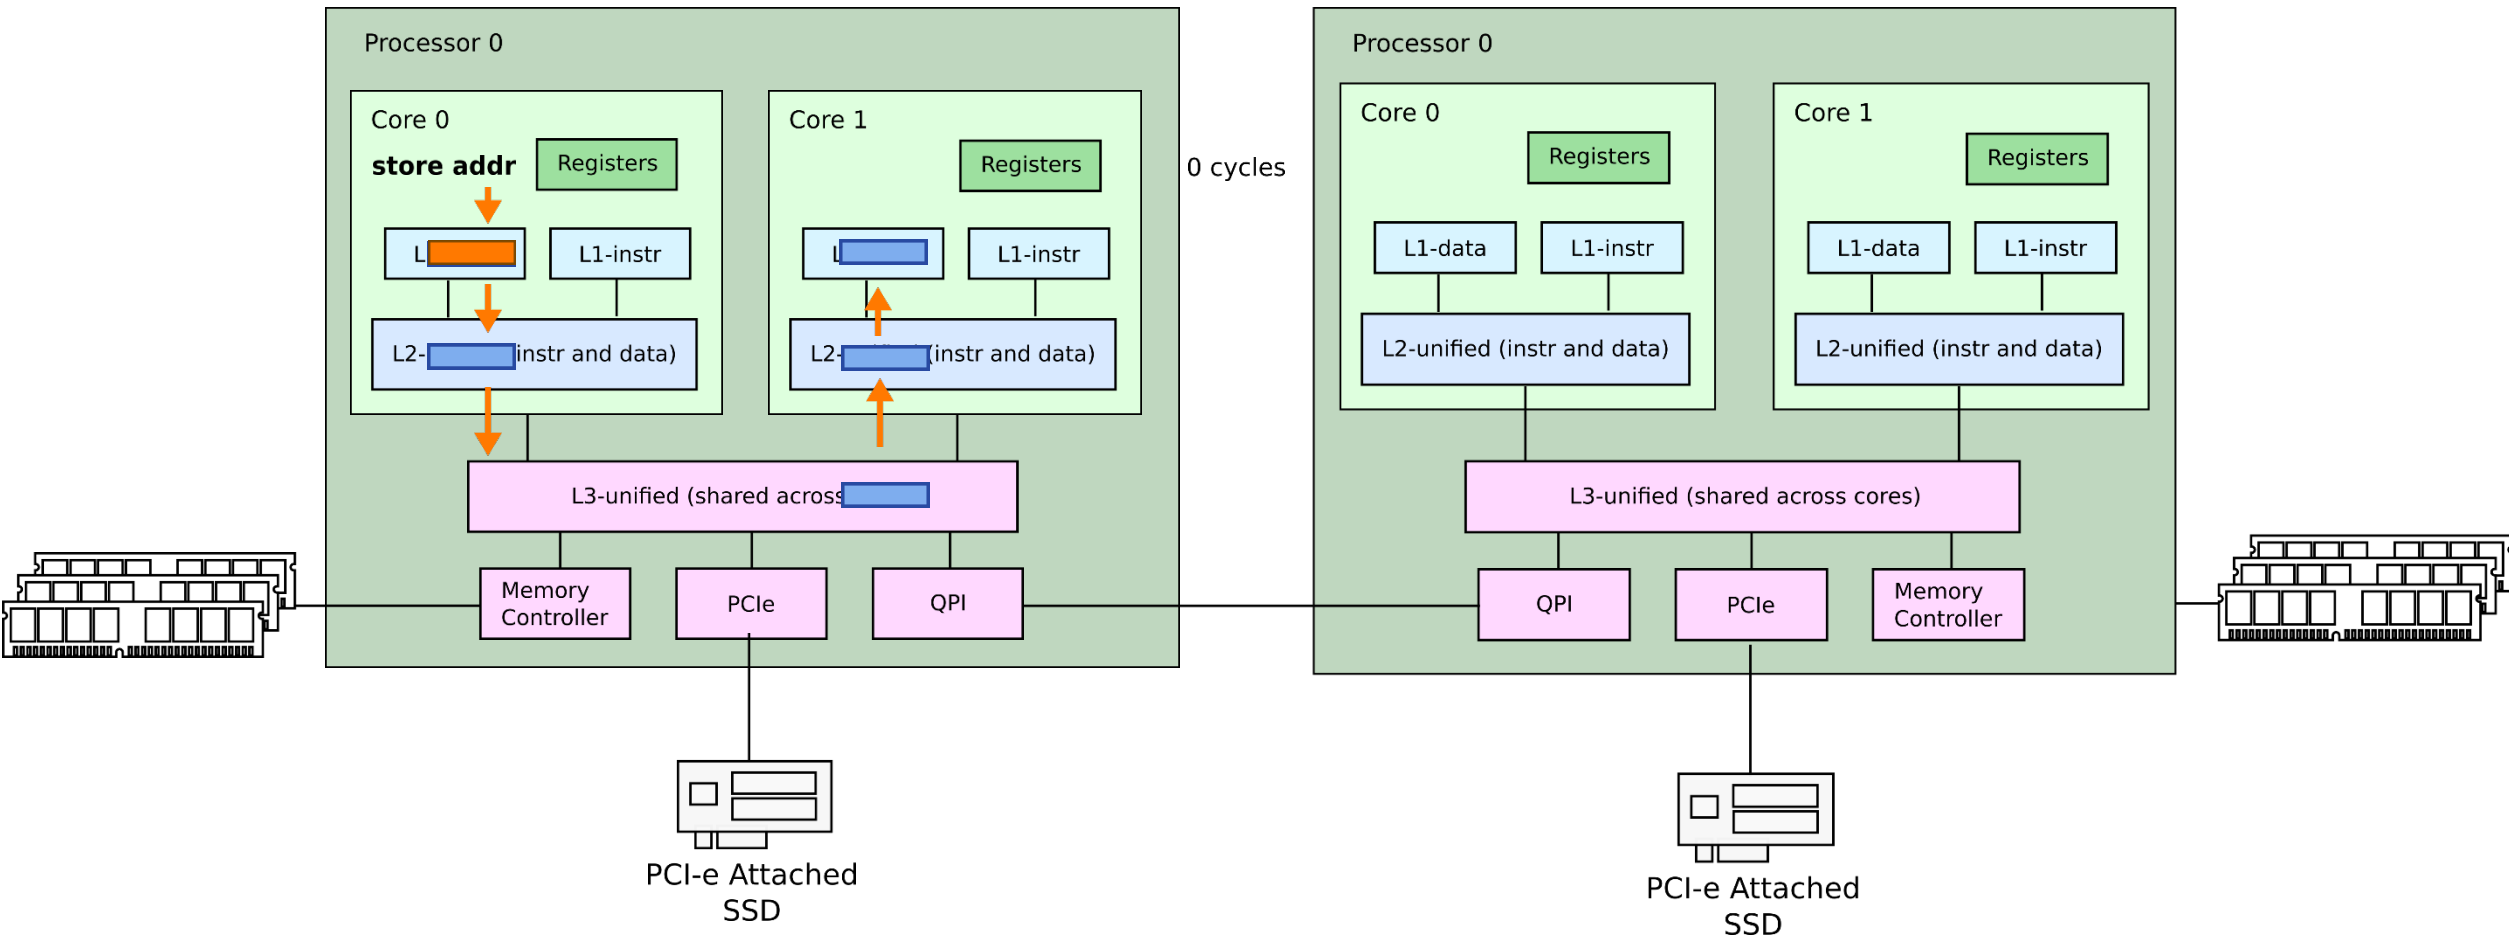 Processor 0
Core 0
store addr
Registers
L
L1-instr
L2-
instr and data)
Core 1
Registers
L1-instr
L2-
(instr and data)
L3-unified (shared across
Memory
Controller
PCIe
QPI
PCI-e Attached
SSD
0 cycles
Processor 0
Core 0
Registers
L1-data
L1-instr
L2-unified (instr and data)
Core 1
Registers
L1-data
L1-instr
L2-unified (instr and data)
L3-unified (shared across cores)
QPI
PCIe
Memory
Controller
PCI-e Attached
SSD